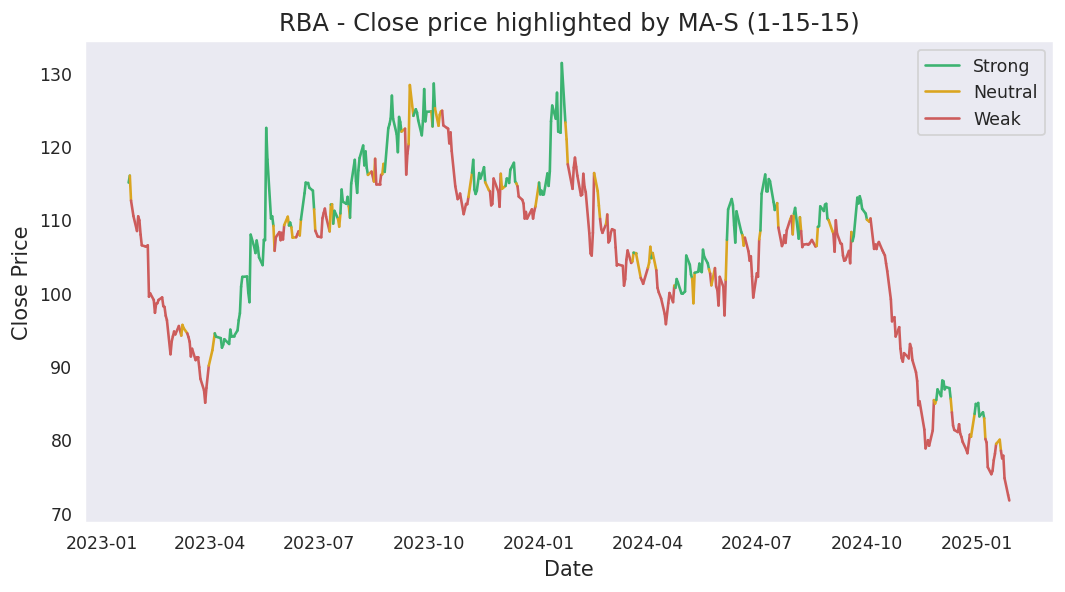 RBA - Close price highlighted by MA-S (1-15-15)
Strong
Neutral
Weak
Close Price
130
120
110
100
90
80
70
2023-01 2023-04 2023-07 2023-10 2024-01 2024-04 2024-07 2024-10 2025-01
Date